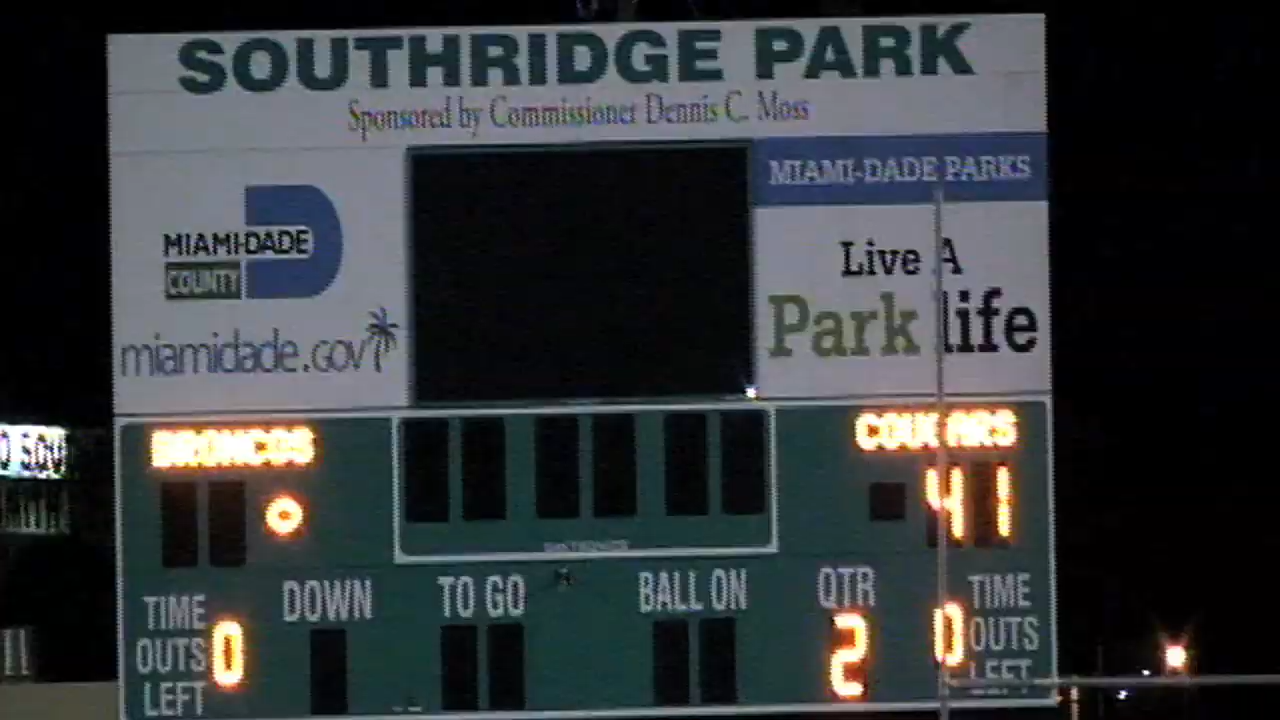 SOUTHRIDGE PARK
Sponsored by Commissioner Dennis C. Moss
MIAMI-DADE PARKS
MIAMI-DADE
COUNTY
miamidade.gov
Live A
Park life
BRONCOS
COUGARS
41
DOWN
TO GO
BALL ON
QTR
2
TIME
OUTS
LEFT
0
0
TIME
OUTS
LEFT